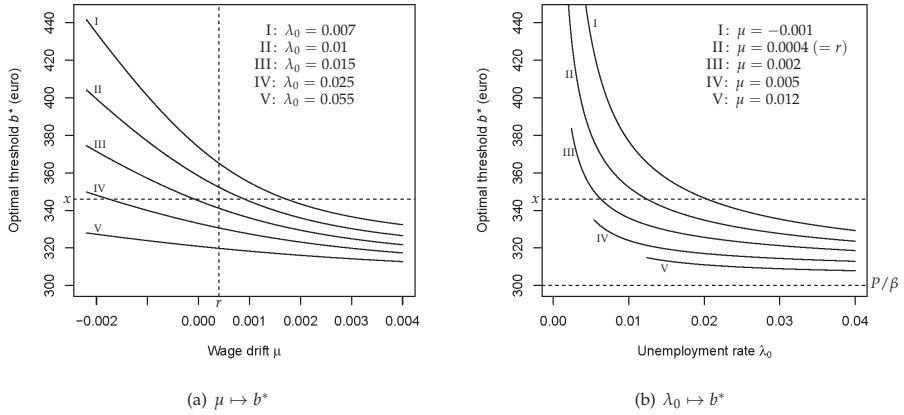 I: λ₀ = 0.007
II: λ₀ = 0.01
III: λ₀ = 0.015
IV: λ₀ = 0.025
V: λ₀ = 0.055
I
II
III
IV
V
x
r
440
420
400
380
360
340
320
300
Optimal threshold b* (euro)
−0.002
0.000
0.001
0.002
0.003
0.004
Wage drift μ
(a) μ ↦ b*
I: μ = −0.001
II: μ = 0.0004 (= r)
III: μ = 0.002
IV: μ = 0.005
V: μ = 0.012
I
II
III
IV
V
x
P/β
440
420
400
380
360
340
320
300
Optimal threshold b* (euro)
0.00
0.01
0.02
0.03
0.04
Unemployment rate λ₀
(b) λ₀ ↦ b*